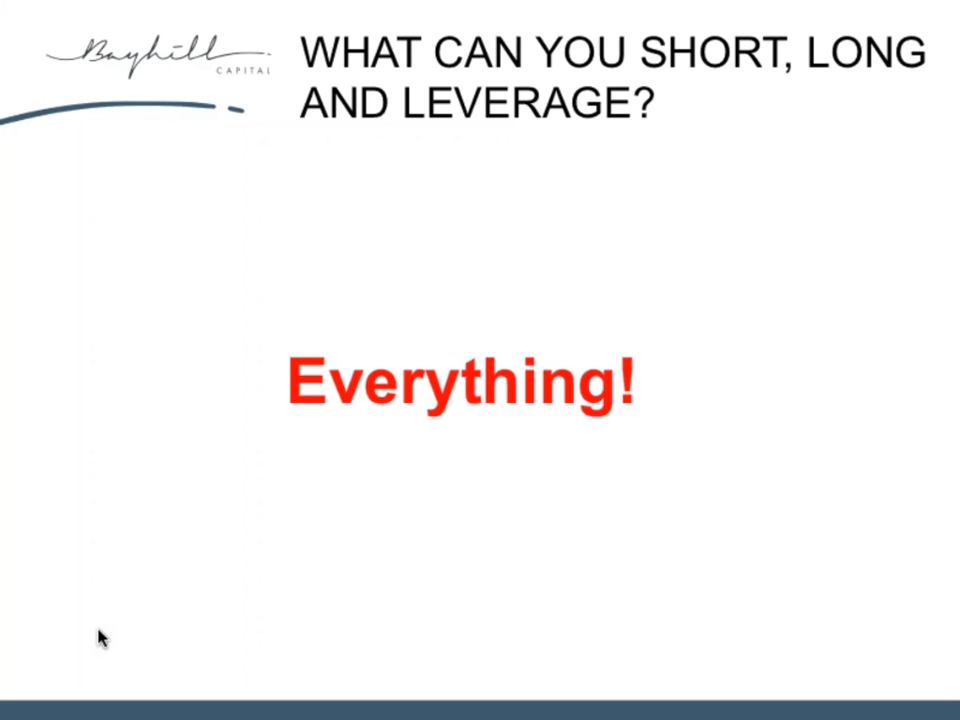 Bayhill
CAPITAL
WHAT CAN YOU SHORT, LONG
AND LEVERAGE?
Everything!